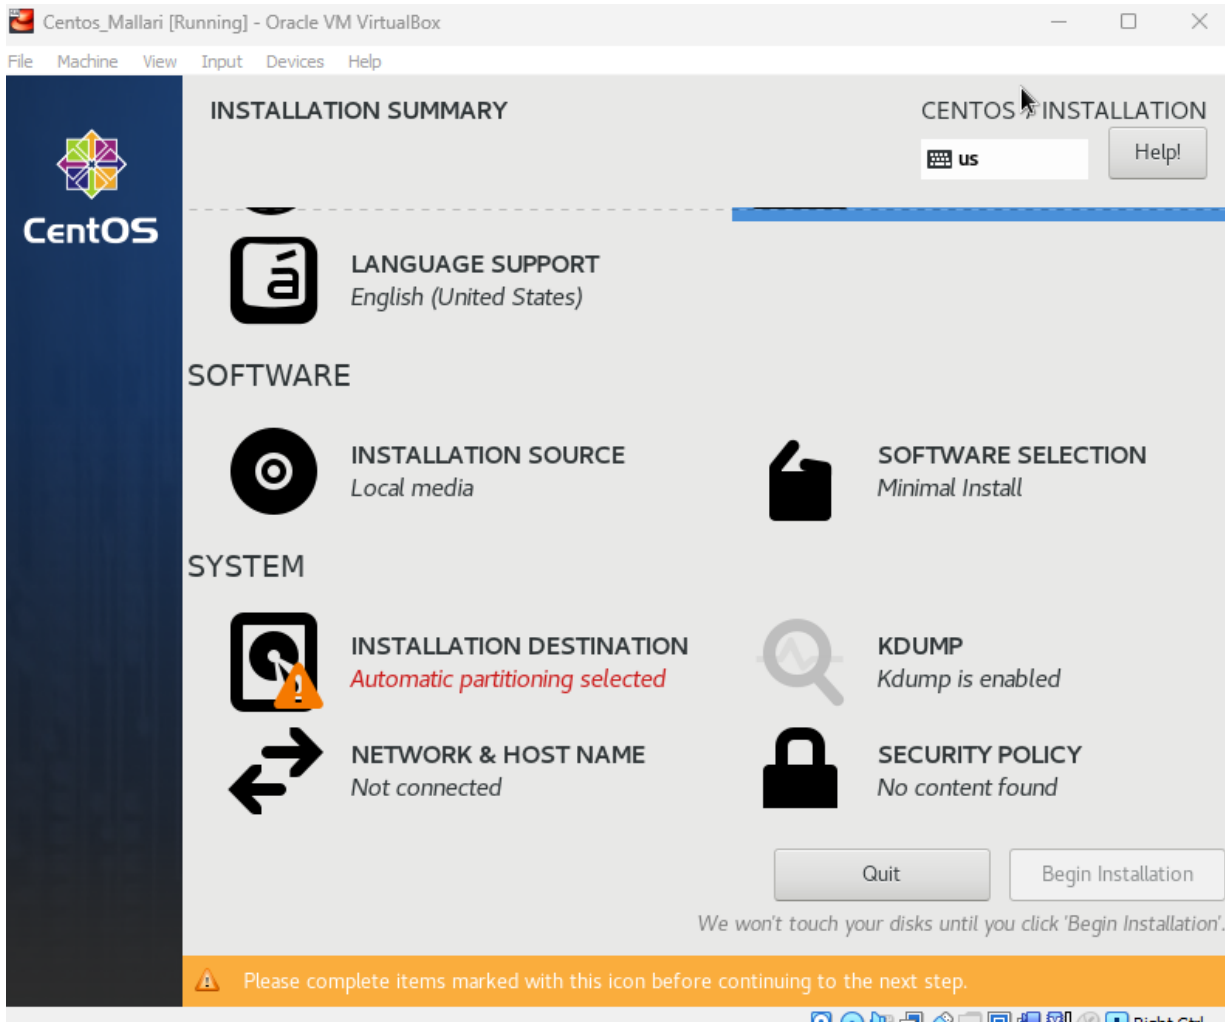 Centos_Mallari [Running] - Oracle VM VirtualBox
File Machine View Input Devices Help
INSTALLATION SUMMARY
CENTOS 7 INSTALLATION
us
Help!
CentOS
LANGUAGE SUPPORT
English (United States)
SOFTWARE
INSTALLATION SOURCE
Local media
SOFTWARE SELECTION
Minimal Install
SYSTEM
INSTALLATION DESTINATION
Automatic partitioning selected
KDUMP
Kdump is enabled
NETWORK & HOST NAME
Not connected
SECURITY POLICY
No content found
Quit
Begin Installation
We won't touch your disks until you click 'Begin Installation'.
Please complete items marked with this icon before continuing to the next step.
Right Ctrl